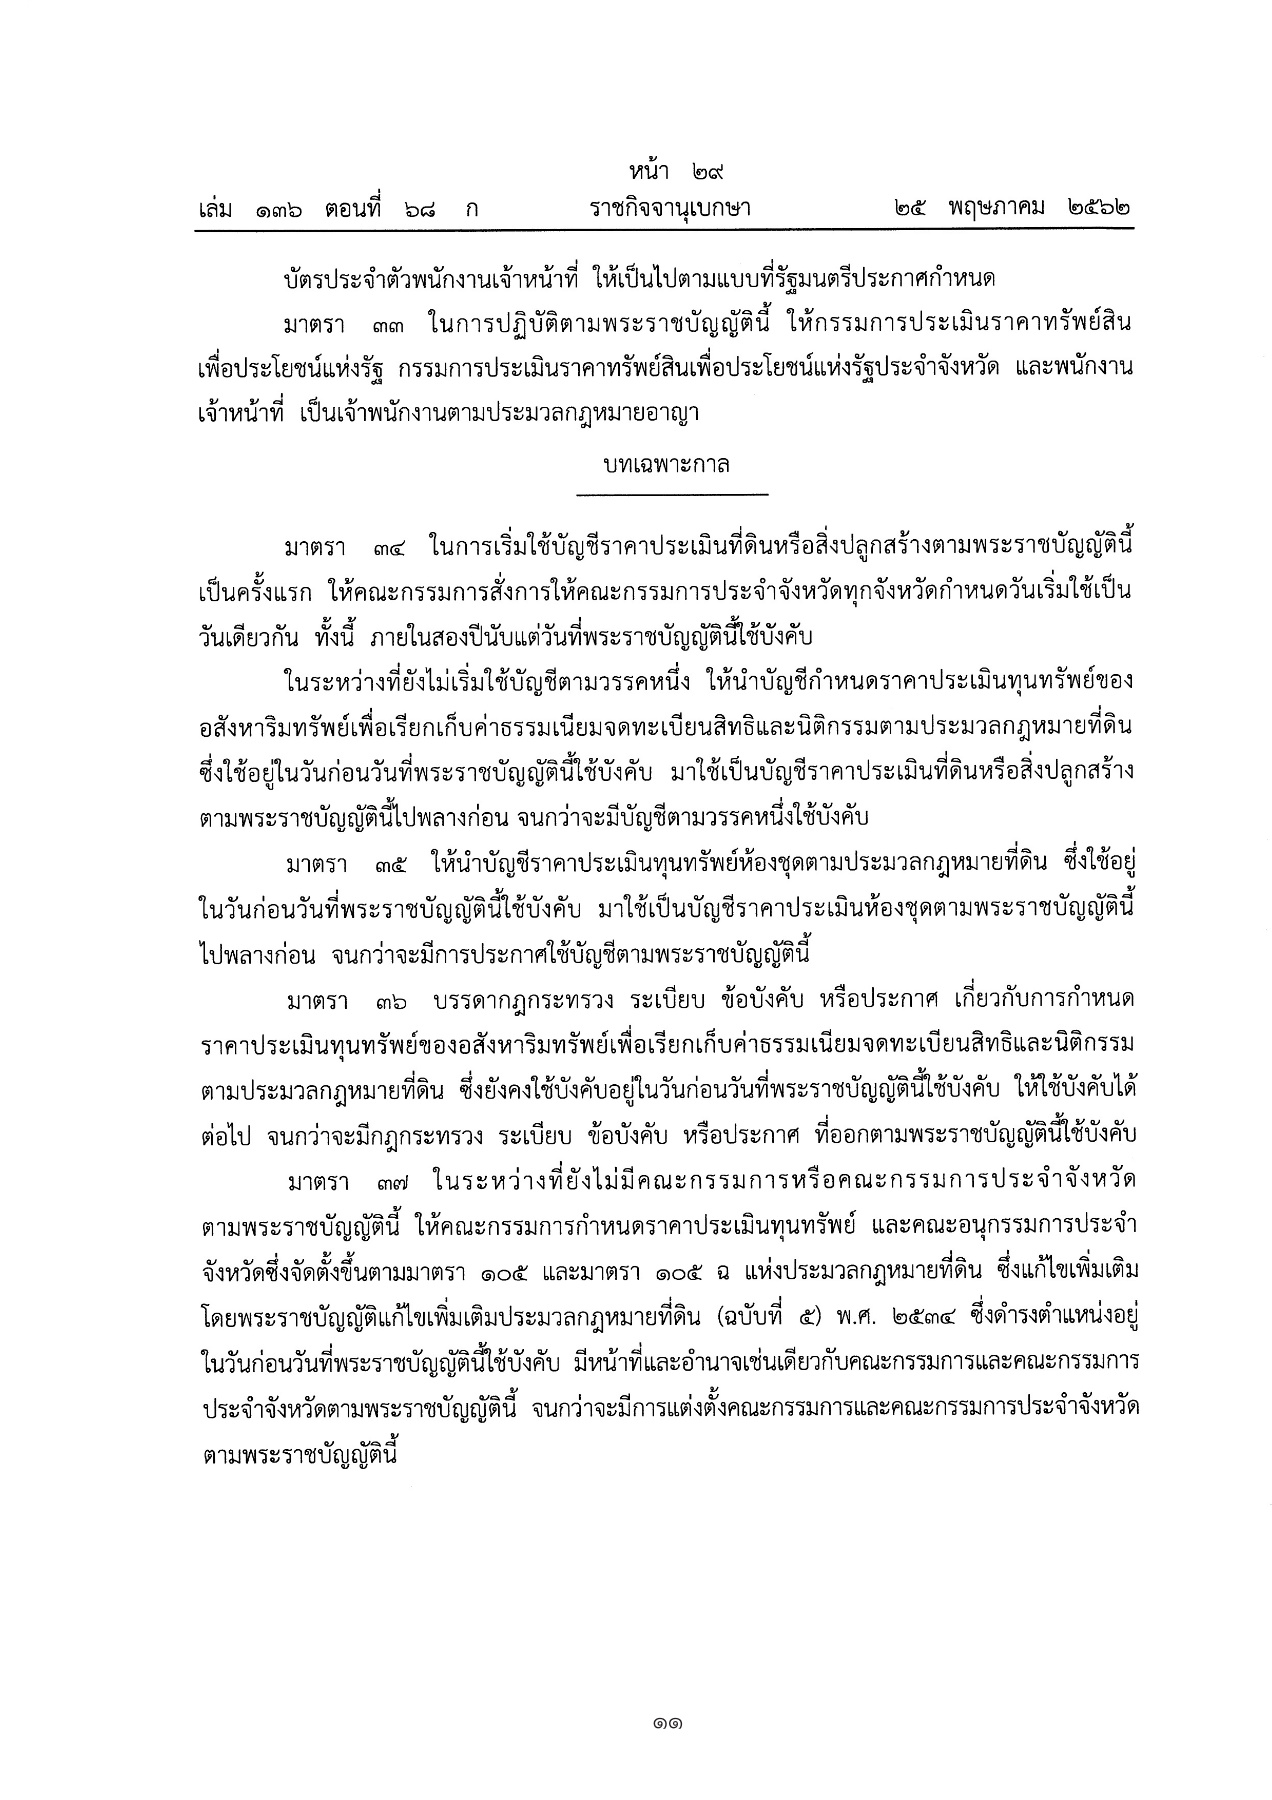 หน้า ๒๙
เล่ม ๑๓๖ ตอนที่ ๖๘ ก ราชกิจจานุเบกษา ๒๕ พฤษภาคม ๒๕๖๒
บัตรประจำตัวพนักงานเจ้าหน้าที่ ให้เป็นไปตามแบบที่รัฐมนตรีประกาศกำหนด
มาตรา ๓๓ ในการปฏิบัติตามพระราชบัญญัตินี้ ให้กรรมการประเมินราคาทรัพย์สิน
เพื่อประโยชน์แห่งรัฐ กรรมการประเมินราคาทรัพย์สินเพื่อประโยชน์แห่งรัฐประจำจังหวัด และพนักงาน
เจ้าหน้าที่ เป็นเจ้าพนักงานตามประมวลกฎหมายอาญา
บทเฉพาะกาล
มาตรา ๓๔ ในการเริ่มใช้บัญชีราคาประเมินที่ดินหรือสิ่งปลูกสร้างตามพระราชบัญญัตินี้
เป็นครั้งแรก ให้คณะกรรมการสั่งการให้คณะกรรมการประจำจังหวัดทุกจังหวัดกำหนดวันเริ่มใช้เป็น
วันเดียวกัน ทั้งนี้ ภายในสองปีนับแต่วันที่พระราชบัญญัตินี้ใช้บังคับ
ในระหว่างที่ยังไม่เริ่มใช้บัญชีตามวรรคหนึ่ง ให้นำบัญชีกำหนดราคาประเมินทุนทรัพย์ของ
อสังหาริมทรัพย์เพื่อเรียกเก็บค่าธรรมเนียมจดทะเบียนสิทธิและนิติกรรมตามประมวลกฎหมายที่ดิน
ซึ่งใช้อยู่ในวันก่อนวันที่พระราชบัญญัตินี้ใช้บังคับ มาใช้เป็นบัญชีราคาประเมินที่ดินหรือสิ่งปลูกสร้าง
ตามพระราชบัญญัตินี้ไปพลางก่อน จนกว่าจะมีบัญชีตามวรรคหนึ่งใช้บังคับ
มาตรา ๓๕ ให้นำบัญชีราคาประเมินทุนทรัพย์ห้องชุดตามประมวลกฎหมายที่ดิน ซึ่งใช้อยู่
ในวันก่อนวันที่พระราชบัญญัตินี้ใช้บังคับ มาใช้เป็นบัญชีราคาประเมินห้องชุดตามพระราชบัญญัตินี้
ไปพลางก่อน จนกว่าจะมีการประกาศใช้บัญชีตามพระราชบัญญัตินี้
มาตรา ๓๖ บรรดากฎกระทรวง ระเบียบ ข้อบังคับ หรือประกาศ เกี่ยวกับการกำหนด
ราคาประเมินทุนทรัพย์ของอสังหาริมทรัพย์เพื่อเรียกเก็บค่าธรรมเนียมจดทะเบียนสิทธิและนิติกรรม
ตามประมวลกฎหมายที่ดิน ซึ่งยังคงใช้บังคับอยู่ในวันก่อนวันที่พระราชบัญญัตินี้ใช้บังคับ ให้ใช้บังคับได้
ต่อไป จนกว่าจะมีกฎกระทรวง ระเบียบ ข้อบังคับ หรือประกาศ ที่ออกตามพระราชบัญญัตินี้ใช้บังคับ
มาตรา ๓๗ ในระหว่างที่ยังไม่มีคณะกรรมการหรือคณะกรรมการประจำจังหวัด
ตามพระราชบัญญัตินี้ ให้คณะกรรมการกำหนดราคาประเมินทุนทรัพย์ และคณะอนุกรรมการประจำ
จังหวัดซึ่งจัดตั้งขึ้นตามมาตรา ๑๐๕ และมาตรา ๑๐๕ ฉ แห่งประมวลกฎหมายที่ดิน ซึ่งแก้ไขเพิ่มเติม
โดยพระราชบัญญัติแก้ไขเพิ่มเติมประมวลกฎหมายที่ดิน (ฉบับที่ ๕) พ.ศ. ๒๕๓๔ ซึ่งดำรงตำแหน่งอยู่
ในวันก่อนวันที่พระราชบัญญัตินี้ใช้บังคับ มีหน้าที่และอำนาจเช่นเดียวกับคณะกรรมการและคณะกรรมการ
ประจำจังหวัดตามพระราชบัญญัตินี้ จนกว่าจะมีการแต่งตั้งคณะกรรมการและคณะกรรมการประจำจังหวัด
ตามพระราชบัญญัตินี้
๑๑